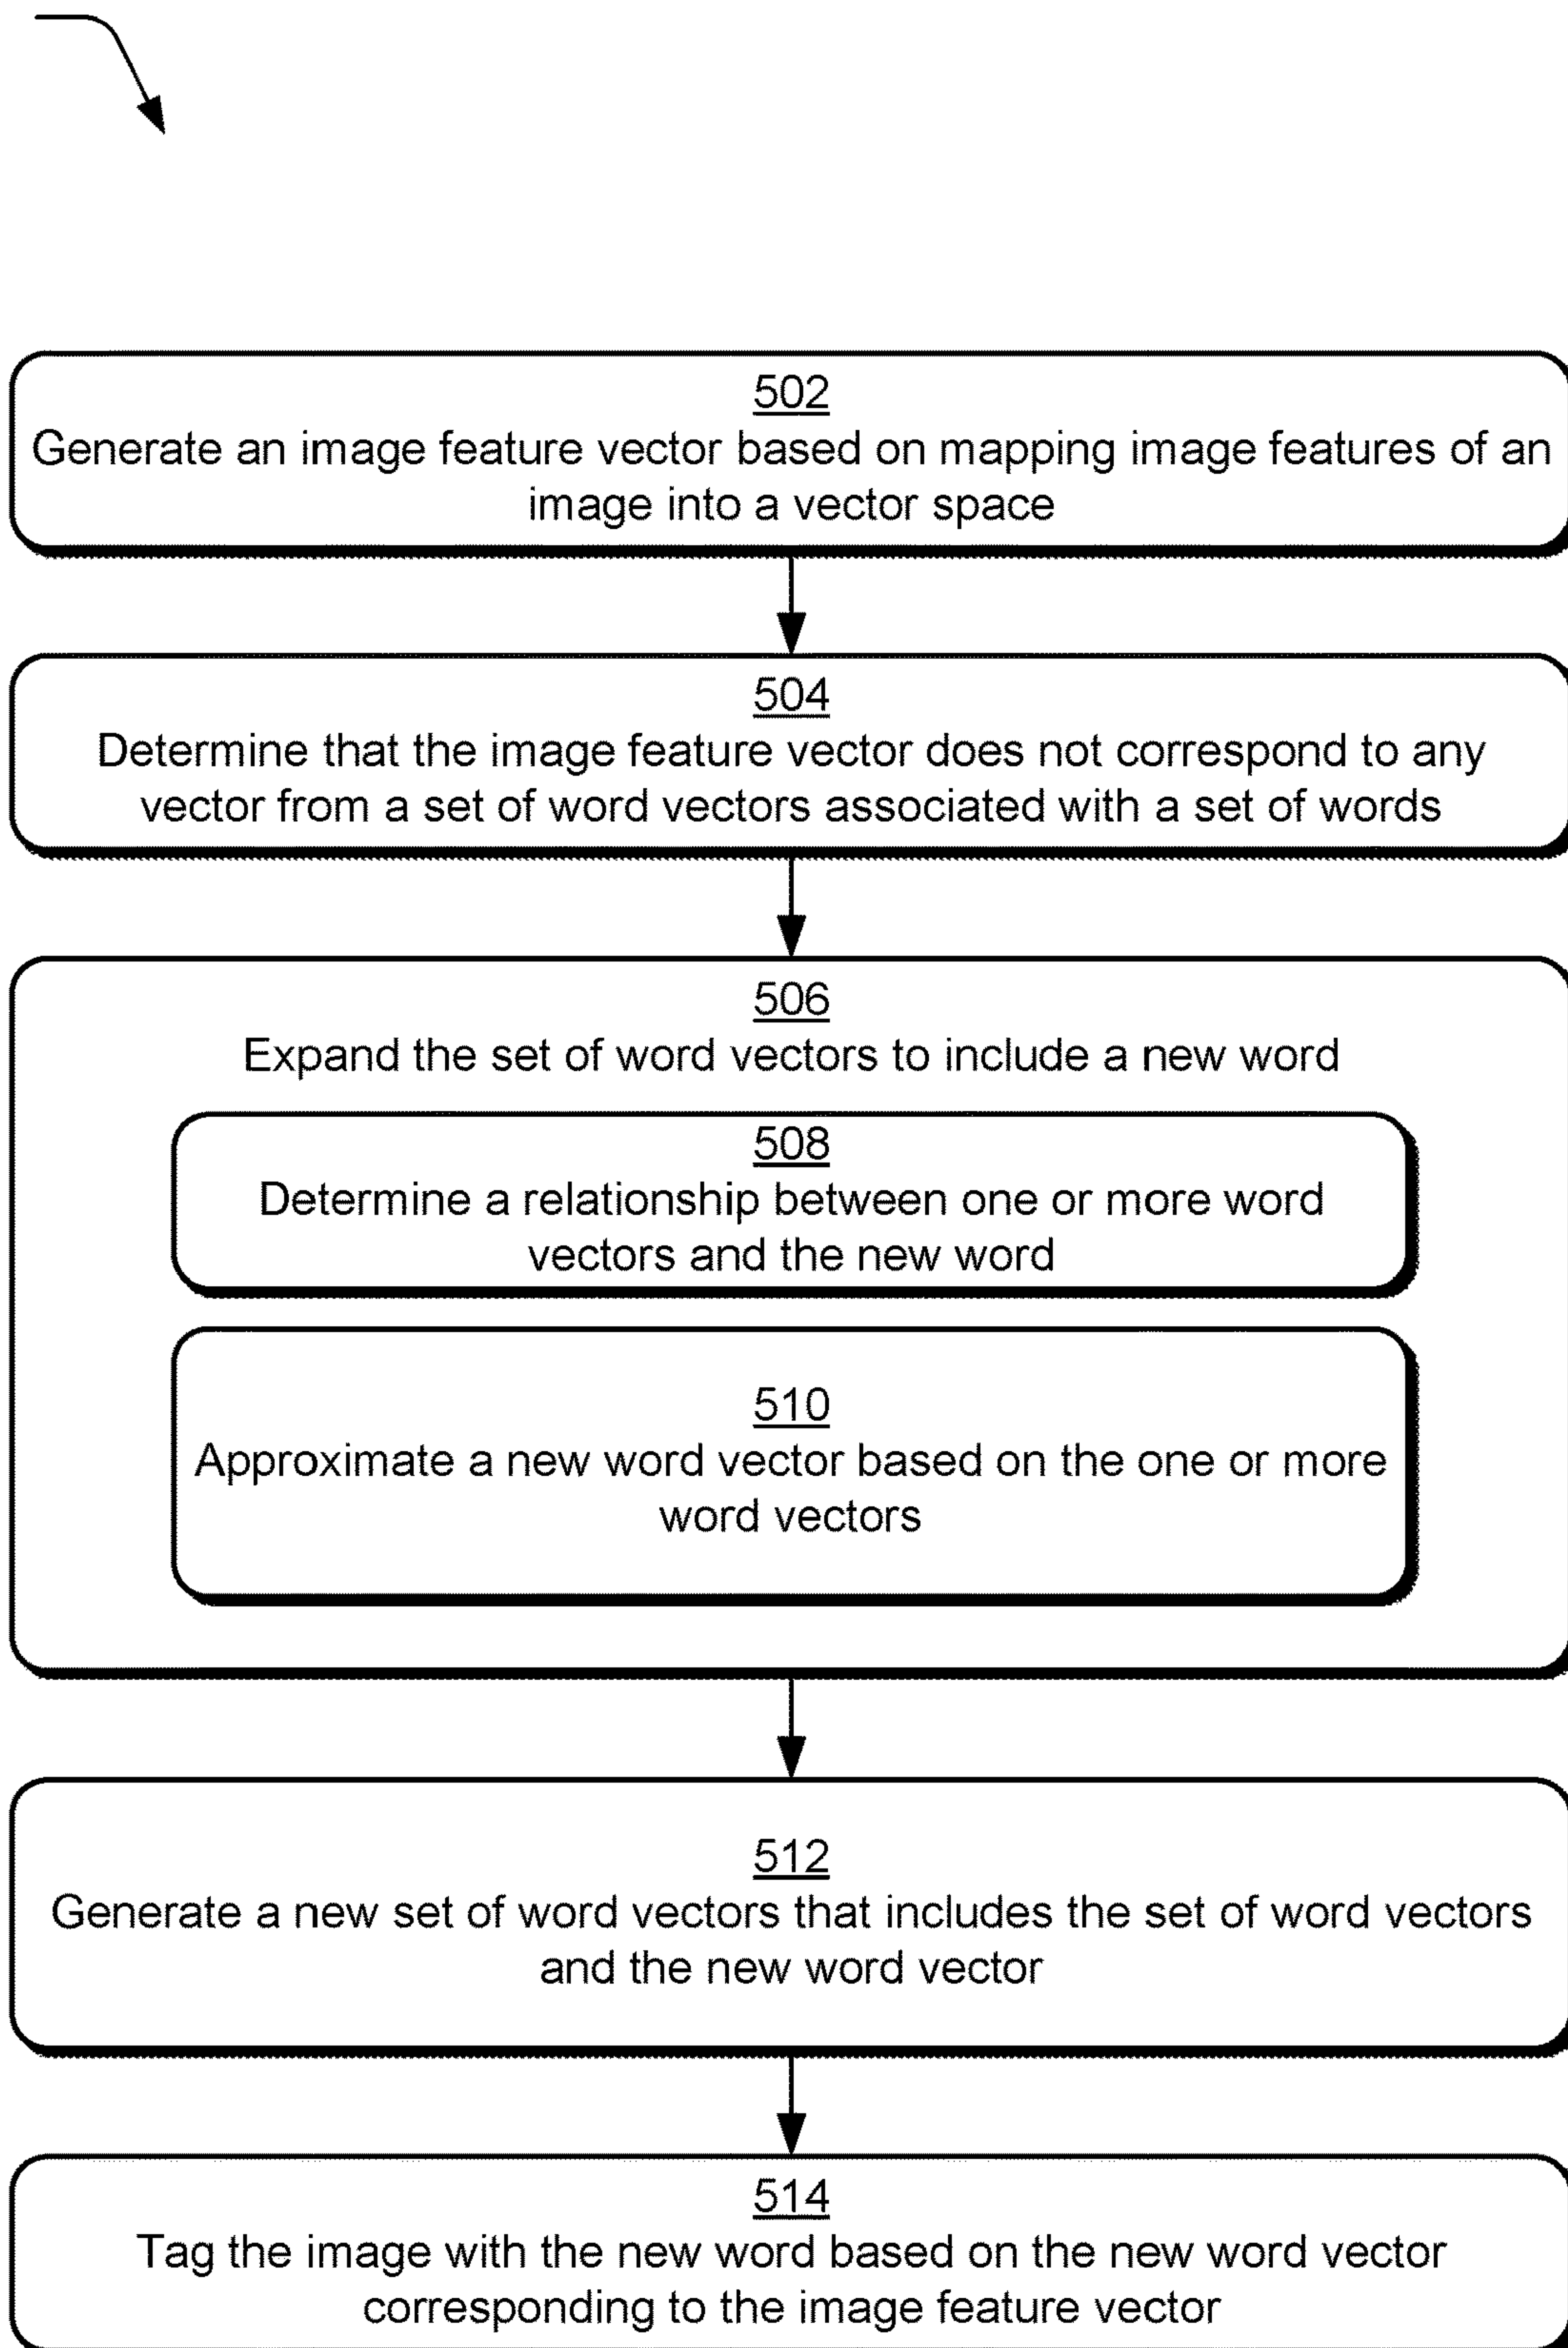 502
Generate an image feature vector based on mapping image features of an
image into a vector space
504
Determine that the image feature vector does not correspond to any
vector from a set of word vectors associated with a set of words
506
Expand the set of word vectors to include a new word
508
Determine a relationship between one or more word
vectors and the new word
510
Approximate a new word vector based on the one or more
word vectors
512
Generate a new set of word vectors that includes the set of word vectors
and the new word vector
514
Tag the image with the new word based on the new word vector
corresponding to the image feature vector